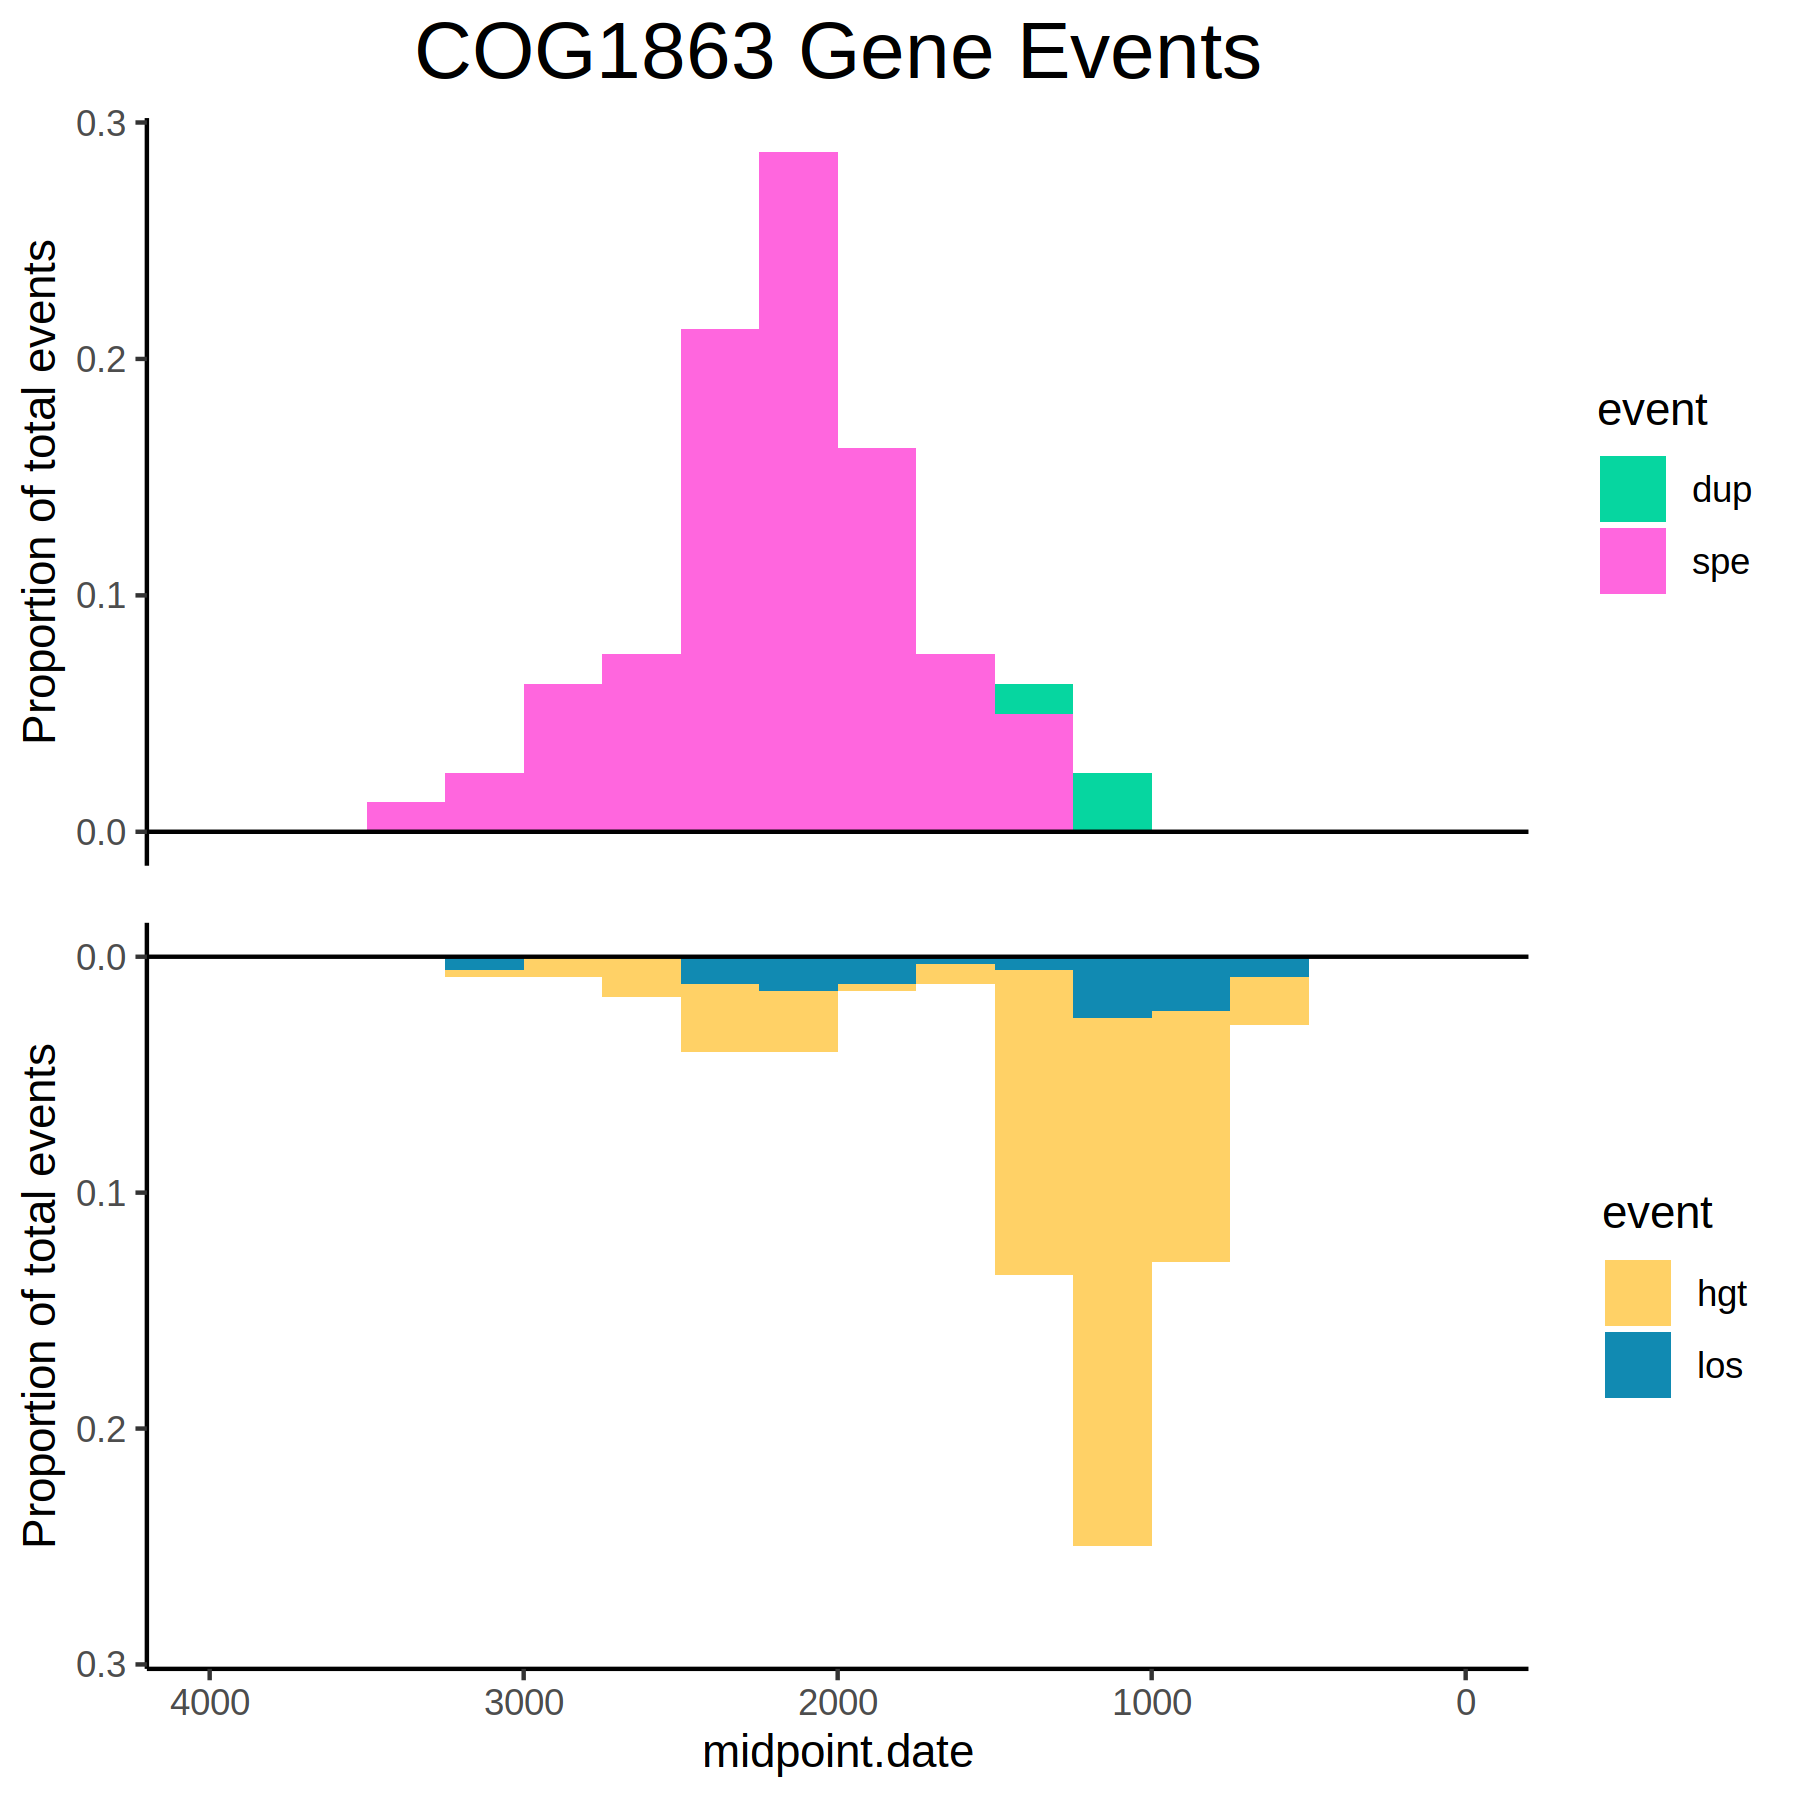 COG1863 Gene Events
Proportion of total events
0.3
0.2
0.1
0.0
event
dup
spe
Proportion of total events
0.0
0.1
0.2
0.3
event
hgt
los
4000 3000 2000 1000 0
midpoint.date